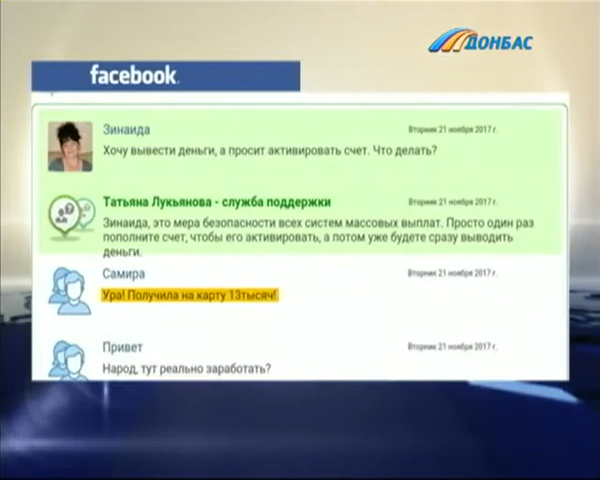 ДОНБАС
facebook
Зинаида
Вторник 21 ноября 2017 г.
Хочу вывести деньги, а просит активировать счет. Что делать?
Татьяна Лукьянова - служба поддержки
Вторник 21 ноября 2017 г.
Зинаида, это мера безопасности всех систем массовых выплат. Просто один раз
пополните счет, чтобы его активировать, а потом уже будете сразу выводить
деньги.
Самира
Вторник 21 ноября 2017 г.
Ура! Получила на карту 13тысяч!
Привет
Вторник 21 ноября 2017 г.
Народ, тут реально заработать?